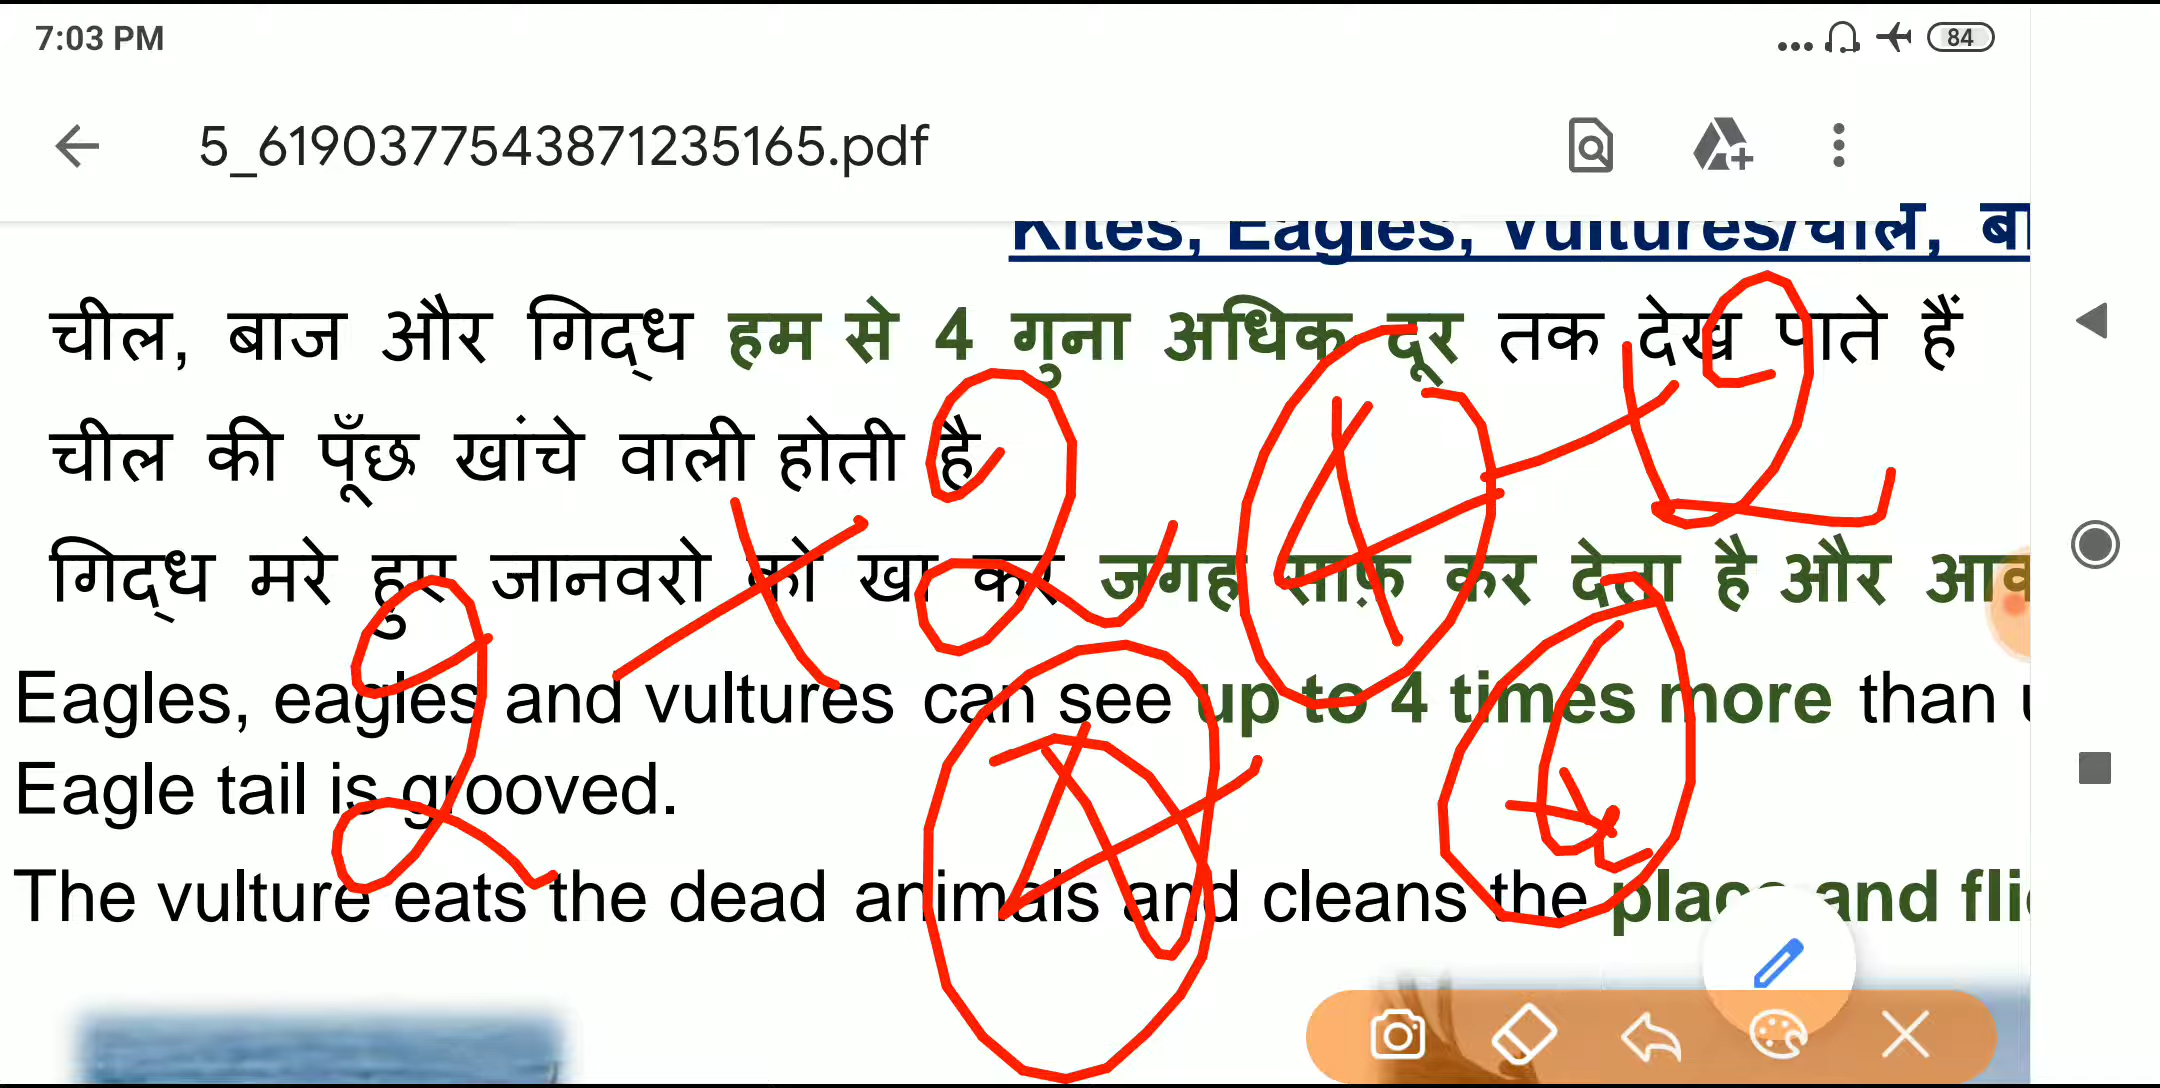 7:03 PM
84
5_6190377543871235165.pdf
Kites, Eagles, Vultures/चील,
चील, बाज और गिद्ध हम से 4 गुना अधिक दूर तक देख पाते हैं
चील की पूँछ खांचे वाली होती है
गिद्ध मरे हुए जानवरो को खा कर जगह साफ़ कर देता है और
Eagles, eagles and vultures can see up to 4 times more than
Eagle tail is grooved.
The vulture eats the dead animals and cleans the place and